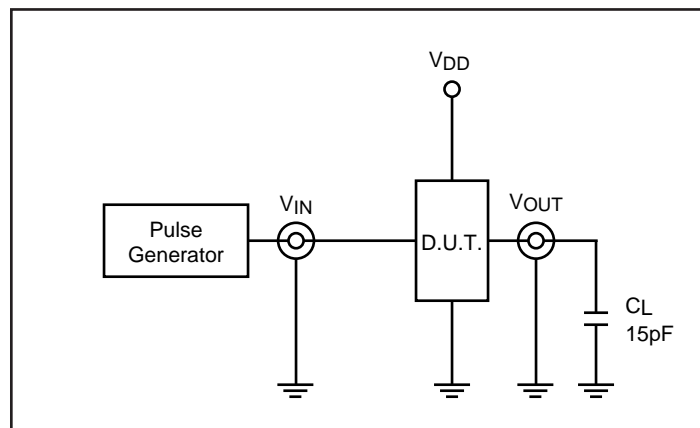 VDD
VIN
VOUT
Pulse
Generator
D.U.T.
CL
15pF